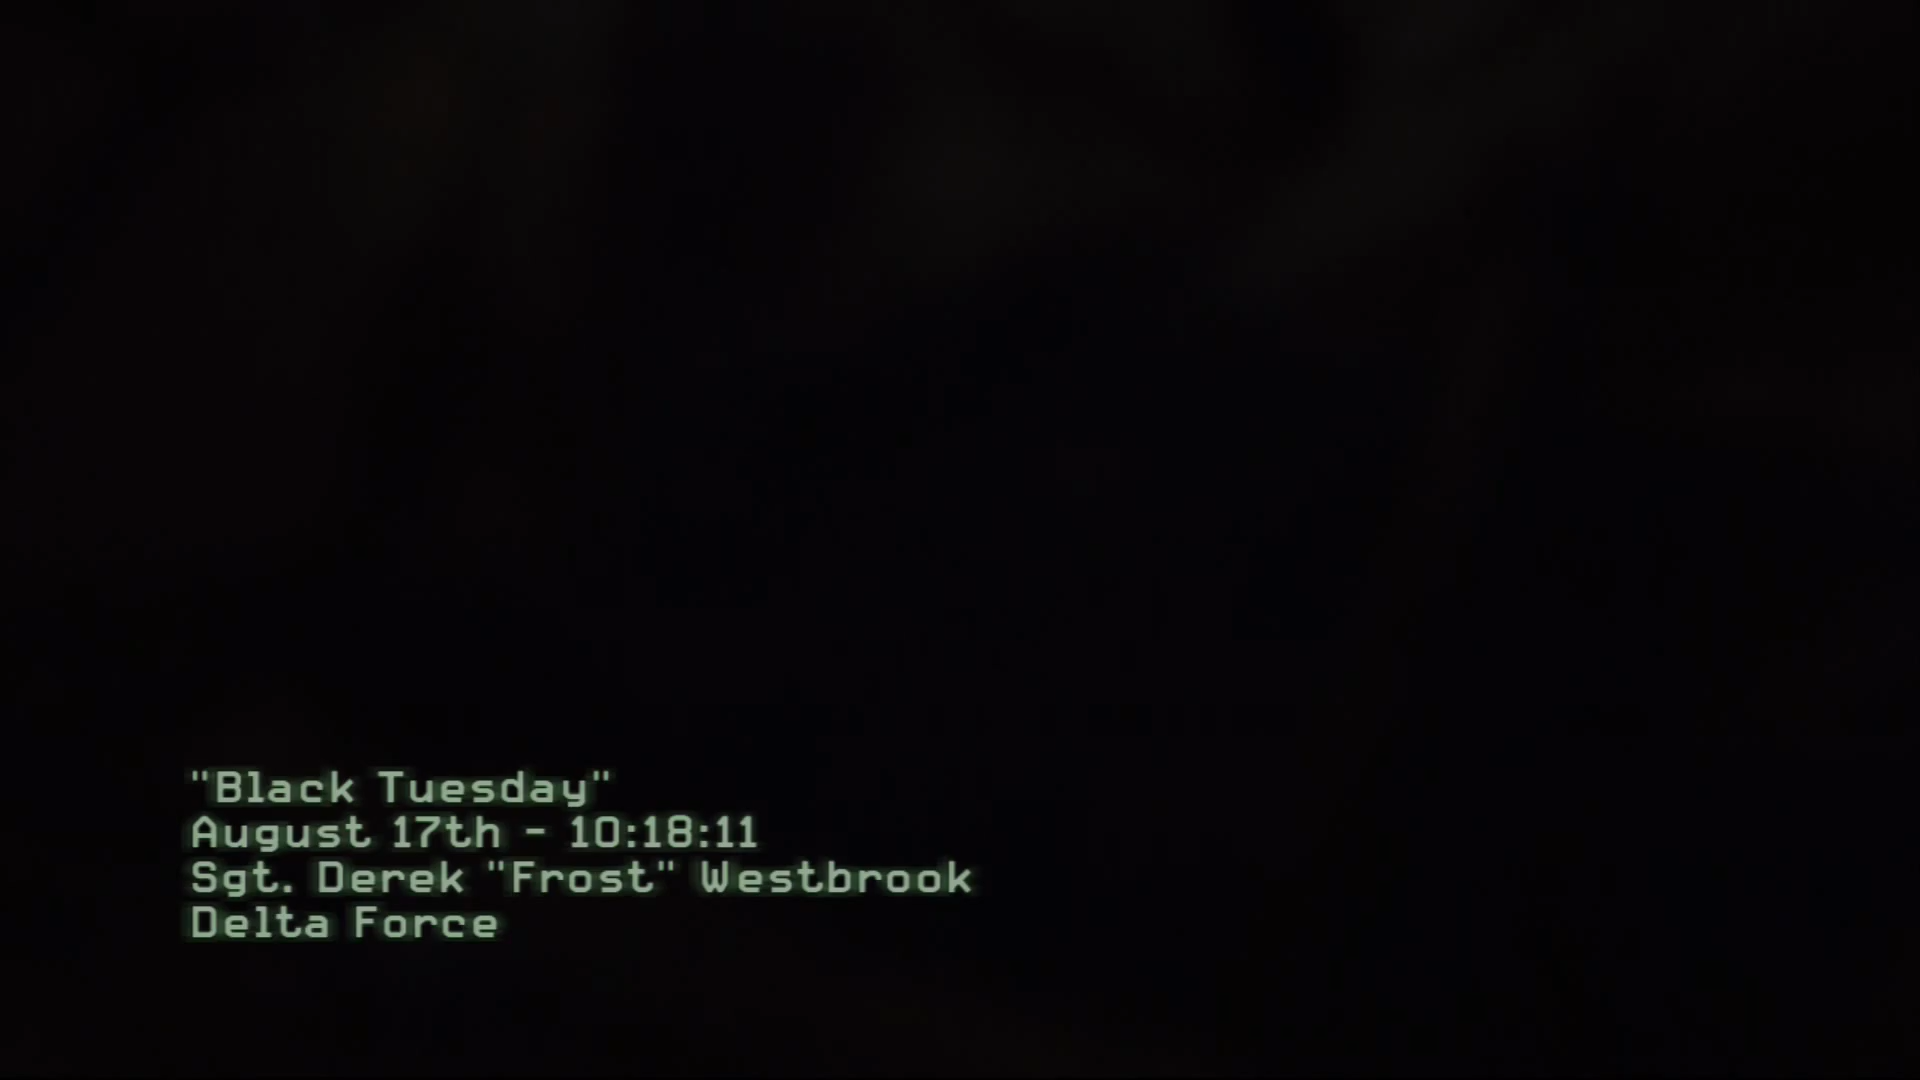 "Black Tuesday"
August 17th - 10:18:11
Sgt. Derek "Frost" Westbrook
Delta Force